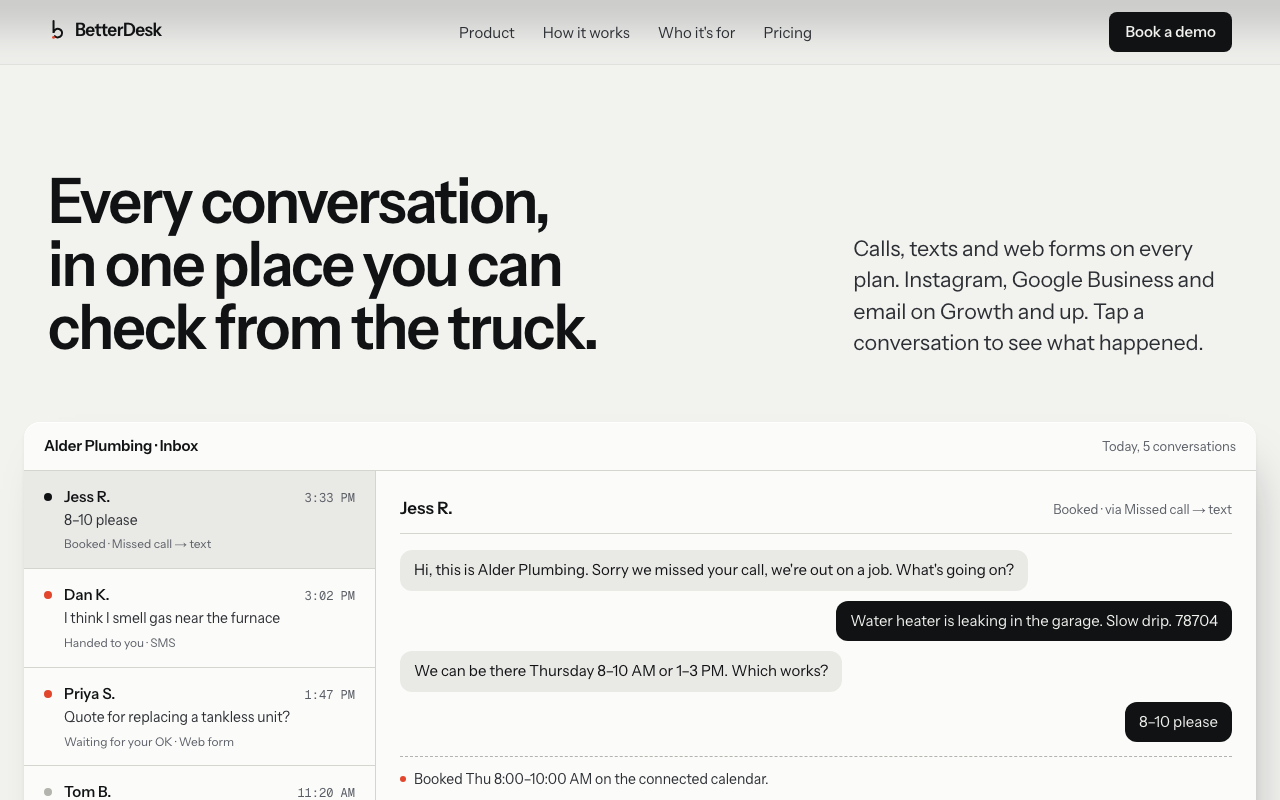 BetterDesk
Product
How it works
Who it's for
Pricing
Book a demo
Every conversation,
in one place you can
check from the truck.
Calls, texts and web forms on every
plan. Instagram, Google Business and
email on Growth and up. Tap a
conversation to see what happened.
Alder Plumbing · Inbox
Today, 5 conversations
Jess R.
3:33 PM
8–10 please
Booked · Missed call → text
Dan K.
3:02 PM
I think I smell gas near the furnace
Handed to you · SMS
Priya S.
1:47 PM
Quote for replacing a tankless unit?
Waiting for your OK · Web form
Tom B.
11:20 AM
Jess R.
Booked · via Missed call → text
Hi, this is Alder Plumbing. Sorry we missed your call, we're out on a job. What's going on?
Water heater is leaking in the garage. Slow drip. 78704
We can be there Thursday 8–10 AM or 1–3 PM. Which works?
8–10 please
Booked Thu 8:00–10:00 AM on the connected calendar.